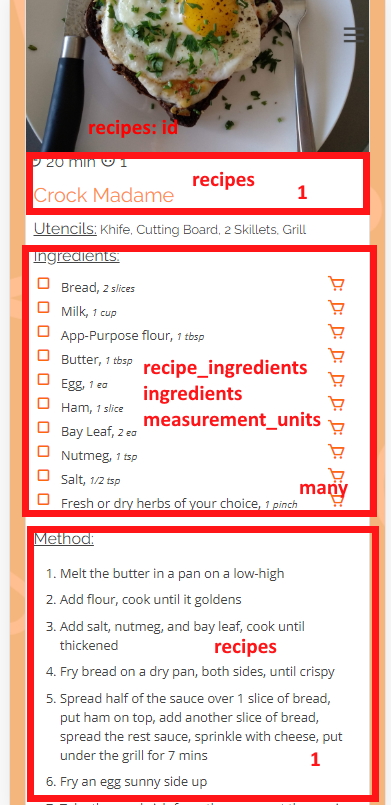 recipes: id
20 min 1
recipes
Crock Madame
1
Utencils: Khife, Cutting Board, 2 Skillets, Grill
Ingredients:
Bread, 2 slices
Milk, 1 cup
App-Purpose flour, 1 tbsp
Butter, 1 tbsp
recipe_ingredients
Egg, 1 ea
ingredients
Ham, 1 slice
measurement_units
Bay Leaf, 2 ea
Nutmeg, 1 tsp
Salt, 1/2 tsp
many
Fresh or dry herbs of your choice, 1 pinch
Method:
1. Melt the butter in a pan on a low-high
2. Add flour, cook until it goldens
3. Add salt, nutmeg, and bay leaf, cook until
thickened
recipes
4. Fry bread on a dry pan, both sides, until crispy
5. Spread half of the sauce over 1 slice of bread,
put ham on top, add another slice of bread,
spread the rest sauce, sprinkle with cheese, put
under the grill for 7 mins
1
6. Fry an egg sunny side up